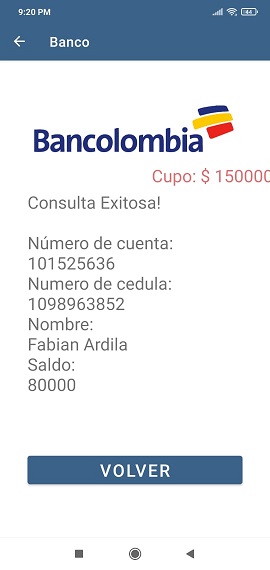 9:20 PM
44
Banco
Bancolombia
Cupo: $ 150000
Consulta Exitosa!
Número de cuenta:
101525636
Numero de cedula:
1098963852
Nombre:
Fabian Ardila
Saldo:
80000
VOLVER